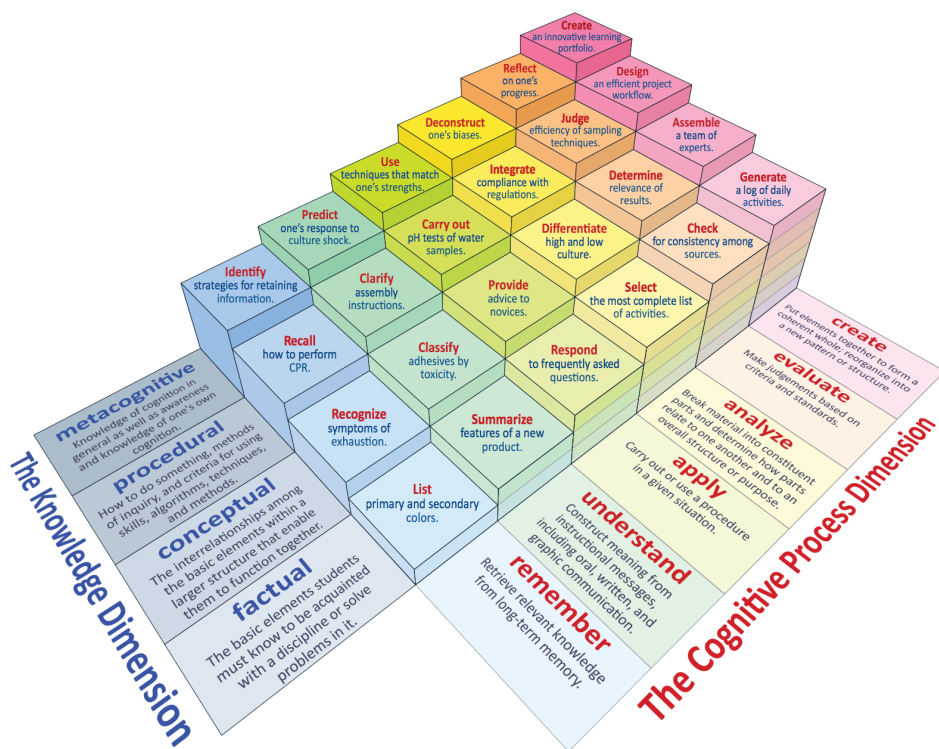 Create
an innovative learning
portfolio.
Reflect
on one's
progress.
Design
an efficient project
workflow.
Deconstruct
one's biases.
Judge
efficiency of sampling
techniques.
Assemble
a team of
experts.
Use
techniques that match
one's strengths.
Integrate
compliance with
regulations.
Determine
relevance of
results.
Generate
a log of daily
activities.
Predict
one's response to
culture shock.
Carry out
pH tests of water
samples.
Differentiate
high and low
culture.
Check
for consistency among
sources.
Identify
strategies for retaining
information.
Clarify
assembly
instructions.
Provide
advice to
novices.
Select
the most complete list
of activities.
Recall
how to perform
CPR.
Classify
adhesives by
toxicity.
Respond
to frequently asked
questions.
Recognize
symptoms of
exhaustion.
Summarize
features of a new
product.
List
primary and secondary
colors.
The Knowledge Dimension
metacognitive
Knowledge of cognition in
general as well as awareness
and knowledge of one's own
cognition.
procedural
How to do something, methods
of inquiry, and criteria for using
skills, algorithms, techniques,
and methods.
conceptual
The interrelationships among
the basic elements within a
larger structure that enable
them to function together.
factual
The basic elements students
must know to be acquainted
with a discipline or solve
problems in it.
The Cognitive Process Dimension
remember
Retrieve relevant knowledge
from long-term memory.
understand
Construct meaning from
instructional messages,
including oral, written, and
graphic communication.
apply
Carry out or use a procedure
in a given situation.
analyze
Break material into constituent
parts and determine how parts
relate to one another and to an
overall structure or purpose.
evaluate
Make judgements based on
criteria and standards.
create
Put elements together to form a
coherent whole; reorganize into
a new pattern or structure.